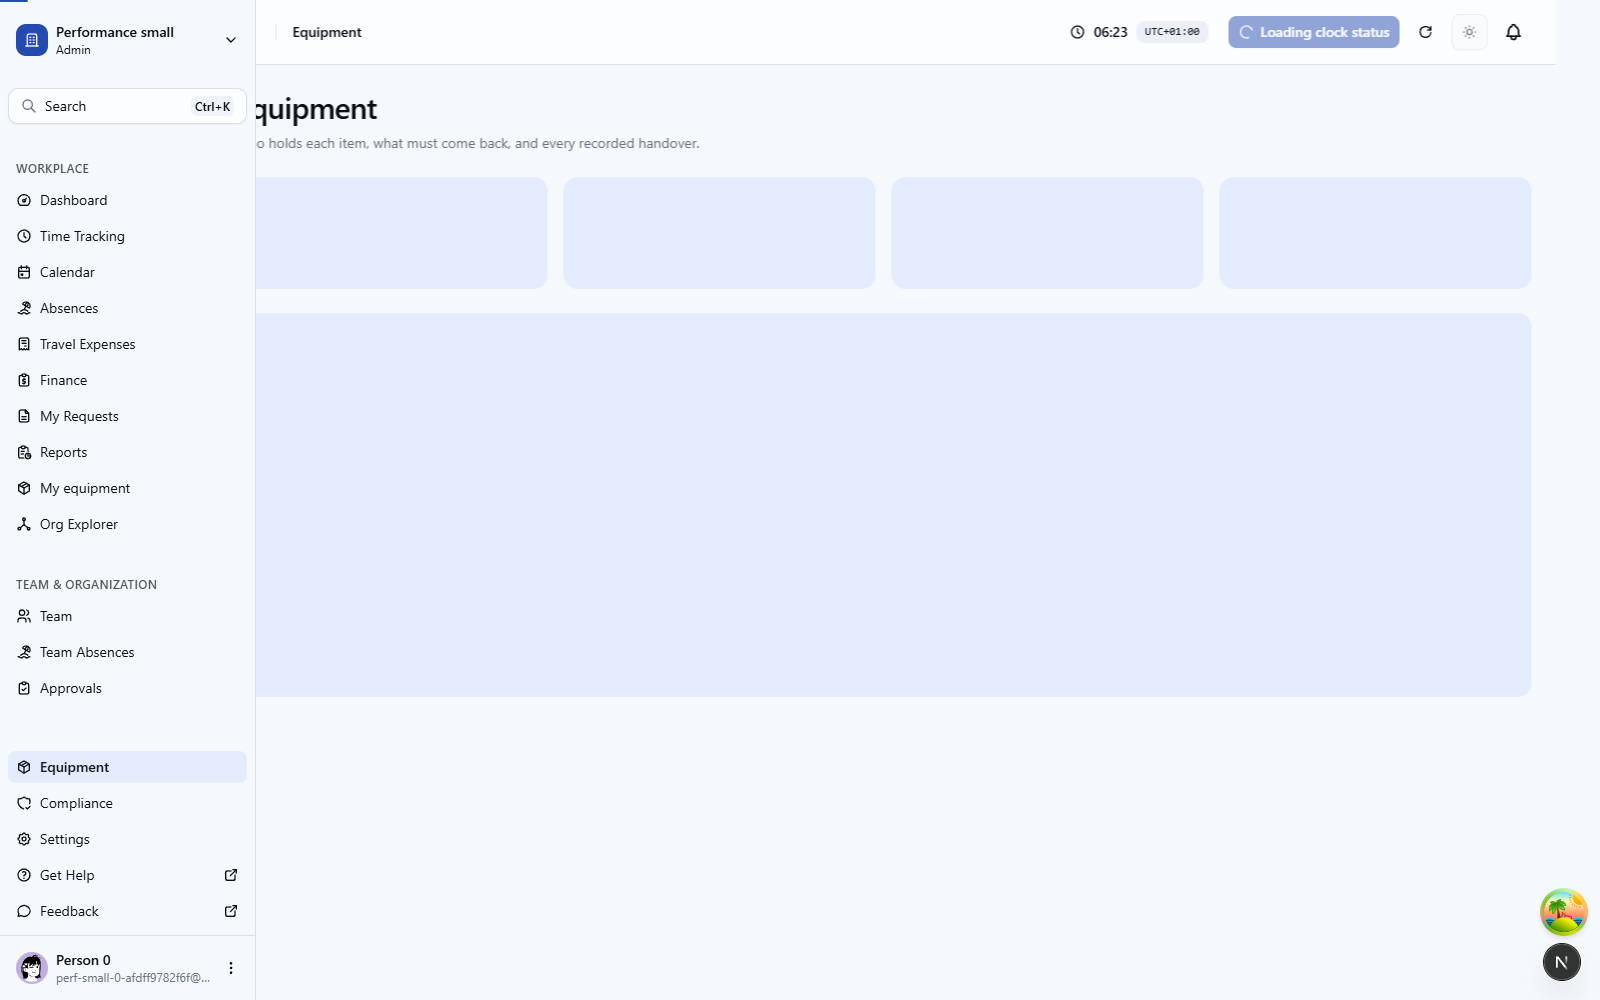 Performance small
Admin
Search
Ctrl+K
WORKPLACE
Dashboard
Time Tracking
Calendar
Absences
Travel Expenses
Finance
My Requests
Reports
My equipment
Org Explorer
TEAM & ORGANIZATION
Team
Team Absences
Approvals
Equipment
Compliance
Settings
Get Help
Feedback
Person 0
perf-small-0-afdff9782f6f@...
Equipment
06:23
UTC+01:00
Loading clock status
quipment
o holds each item, what must come back, and every recorded handover.
N